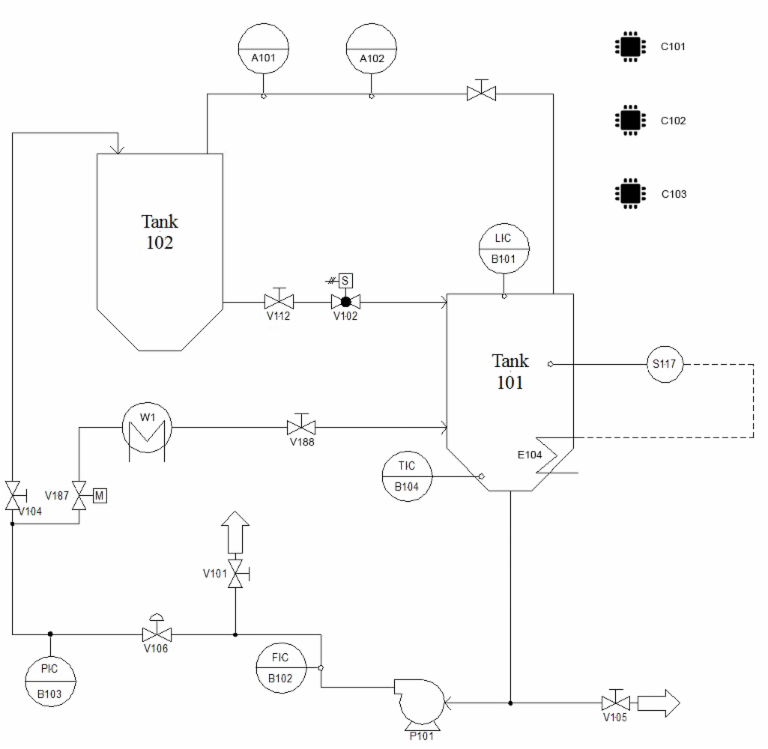 A101
A102
C101
C102
C103
Tank
102
LIC
B101
S
V112
V102
Tank
101
S117
W1
V188
E104
TIC
B104
V187
M
V104
V101
V106
PIC
B103
FIC
B102
P101
V105